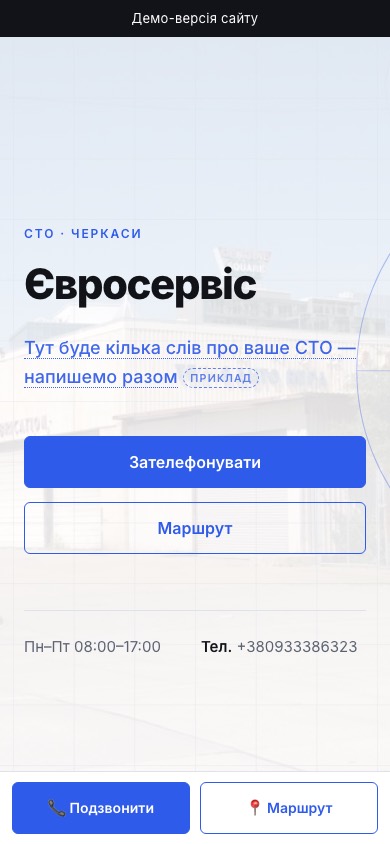 Демо-версія сайту
СТО · ЧЕРКАСИ
Євросервіс
Тут буде кілька слів про ваше СТО —
напишемо разом ПРИКЛАД
Зателефонувати
Маршрут
Пн–Пт 08:00–17:00 Тел. +380933386323
📞 Подзвонити 📍 Маршрут